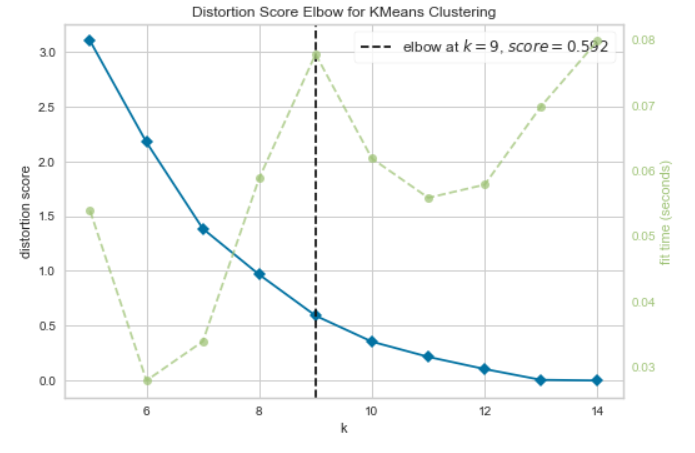 Distortion Score Elbow for KMeans Clustering
elbow at k = 9, score = 0.592
3.0
2.5
2.0
1.5
1.0
0.5
0.0
distortion score
0.08
0.07
0.06
0.05
0.04
0.03
fit time (seconds)
6 8 10 12 14
k